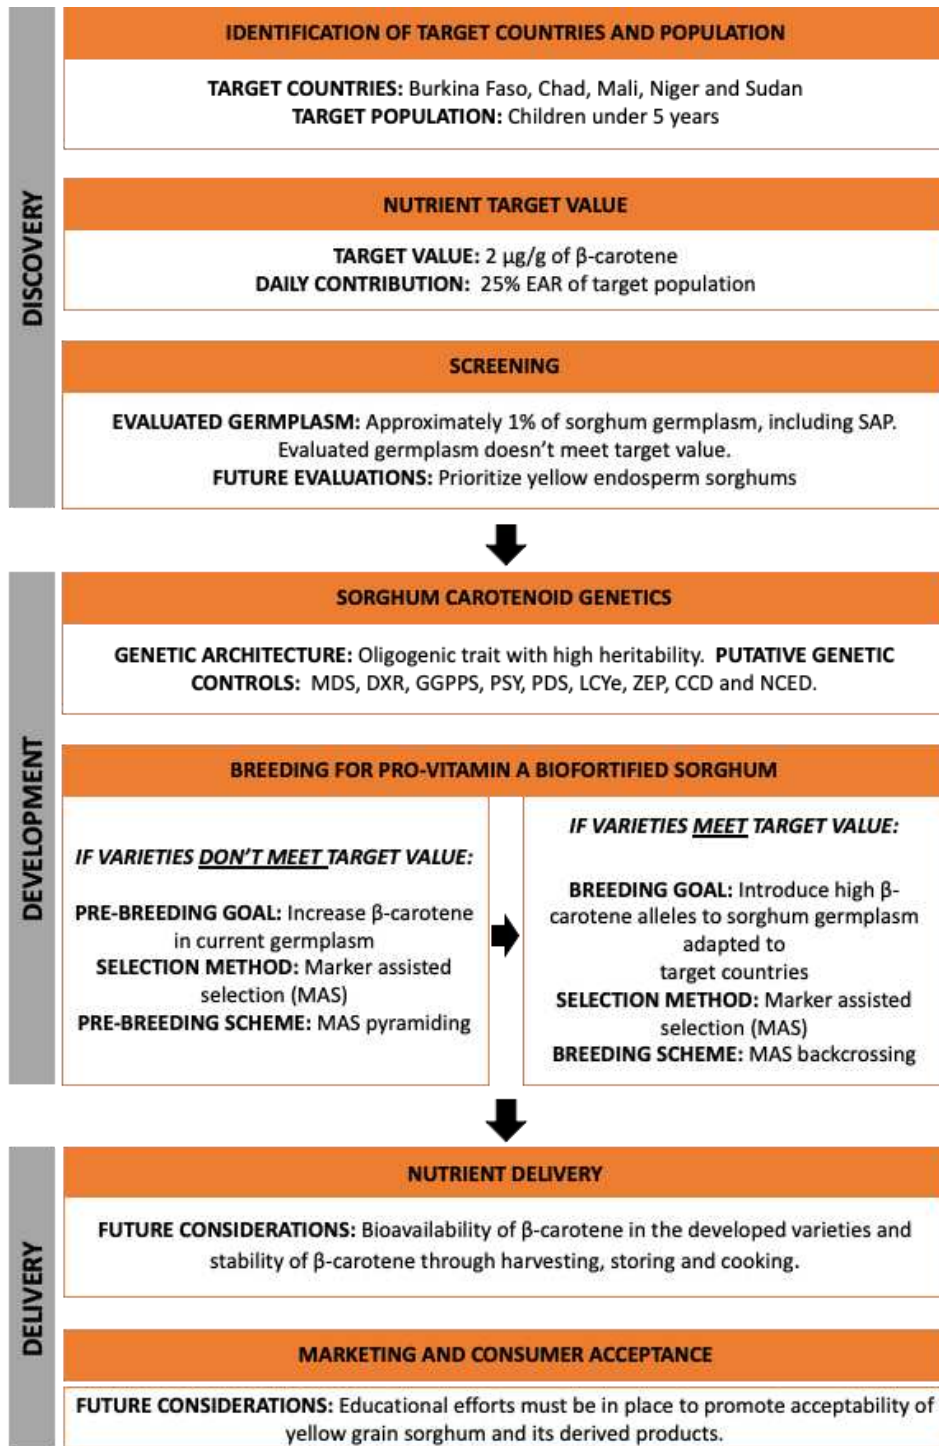 DISCOVERY
IDENTIFICATION OF TARGET COUNTRIES AND POPULATION
TARGET COUNTRIES: Burkina Faso, Chad, Mali, Niger and Sudan
TARGET POPULATION: Children under 5 years
NUTRIENT TARGET VALUE
TARGET VALUE: 2 µg/g of β-carotene
DAILY CONTRIBUTION: 25% EAR of target population
SCREENING
EVALUATED GERMPLASM: Approximately 1% of sorghum germplasm, including SAP.
Evaluated germplasm doesn't meet target value.
FUTURE EVALUATIONS: Prioritize yellow endosperm sorghums
DEVELOPMENT
SORGHUM CAROTENOID GENETICS
GENETIC ARCHITECTURE: Oligogenic trait with high heritability. PUTATIVE GENETIC
CONTROLS: MDS, DXR, GGPPS, PSY, PDS, LCYe, ZEP, CCD and NCED.
BREEDING FOR PRO-VITAMIN A BIOFORTIFIED SORGHUM
IF VARIETIES DON'T MEET TARGET VALUE:
PRE-BREEDING GOAL: Increase β-carotene
in current germplasm
SELECTION METHOD: Marker assisted
selection (MAS)
PRE-BREEDING SCHEME: MAS pyramiding
IF VARIETIES MEET TARGET VALUE:
BREEDING GOAL: Introduce high β-
carotene alleles to sorghum germplasm
adapted to
target countries
SELECTION METHOD: Marker assisted
selection (MAS)
BREEDING SCHEME: MAS backcrossing
DELIVERY
NUTRIENT DELIVERY
FUTURE CONSIDERATIONS: Bioavailability of β-carotene in the developed varieties and
stability of β-carotene through harvesting, storing and cooking.
MARKETING AND CONSUMER ACCEPTANCE
FUTURE CONSIDERATIONS: Educational efforts must be in place to promote acceptability of
yellow grain sorghum and its derived products.